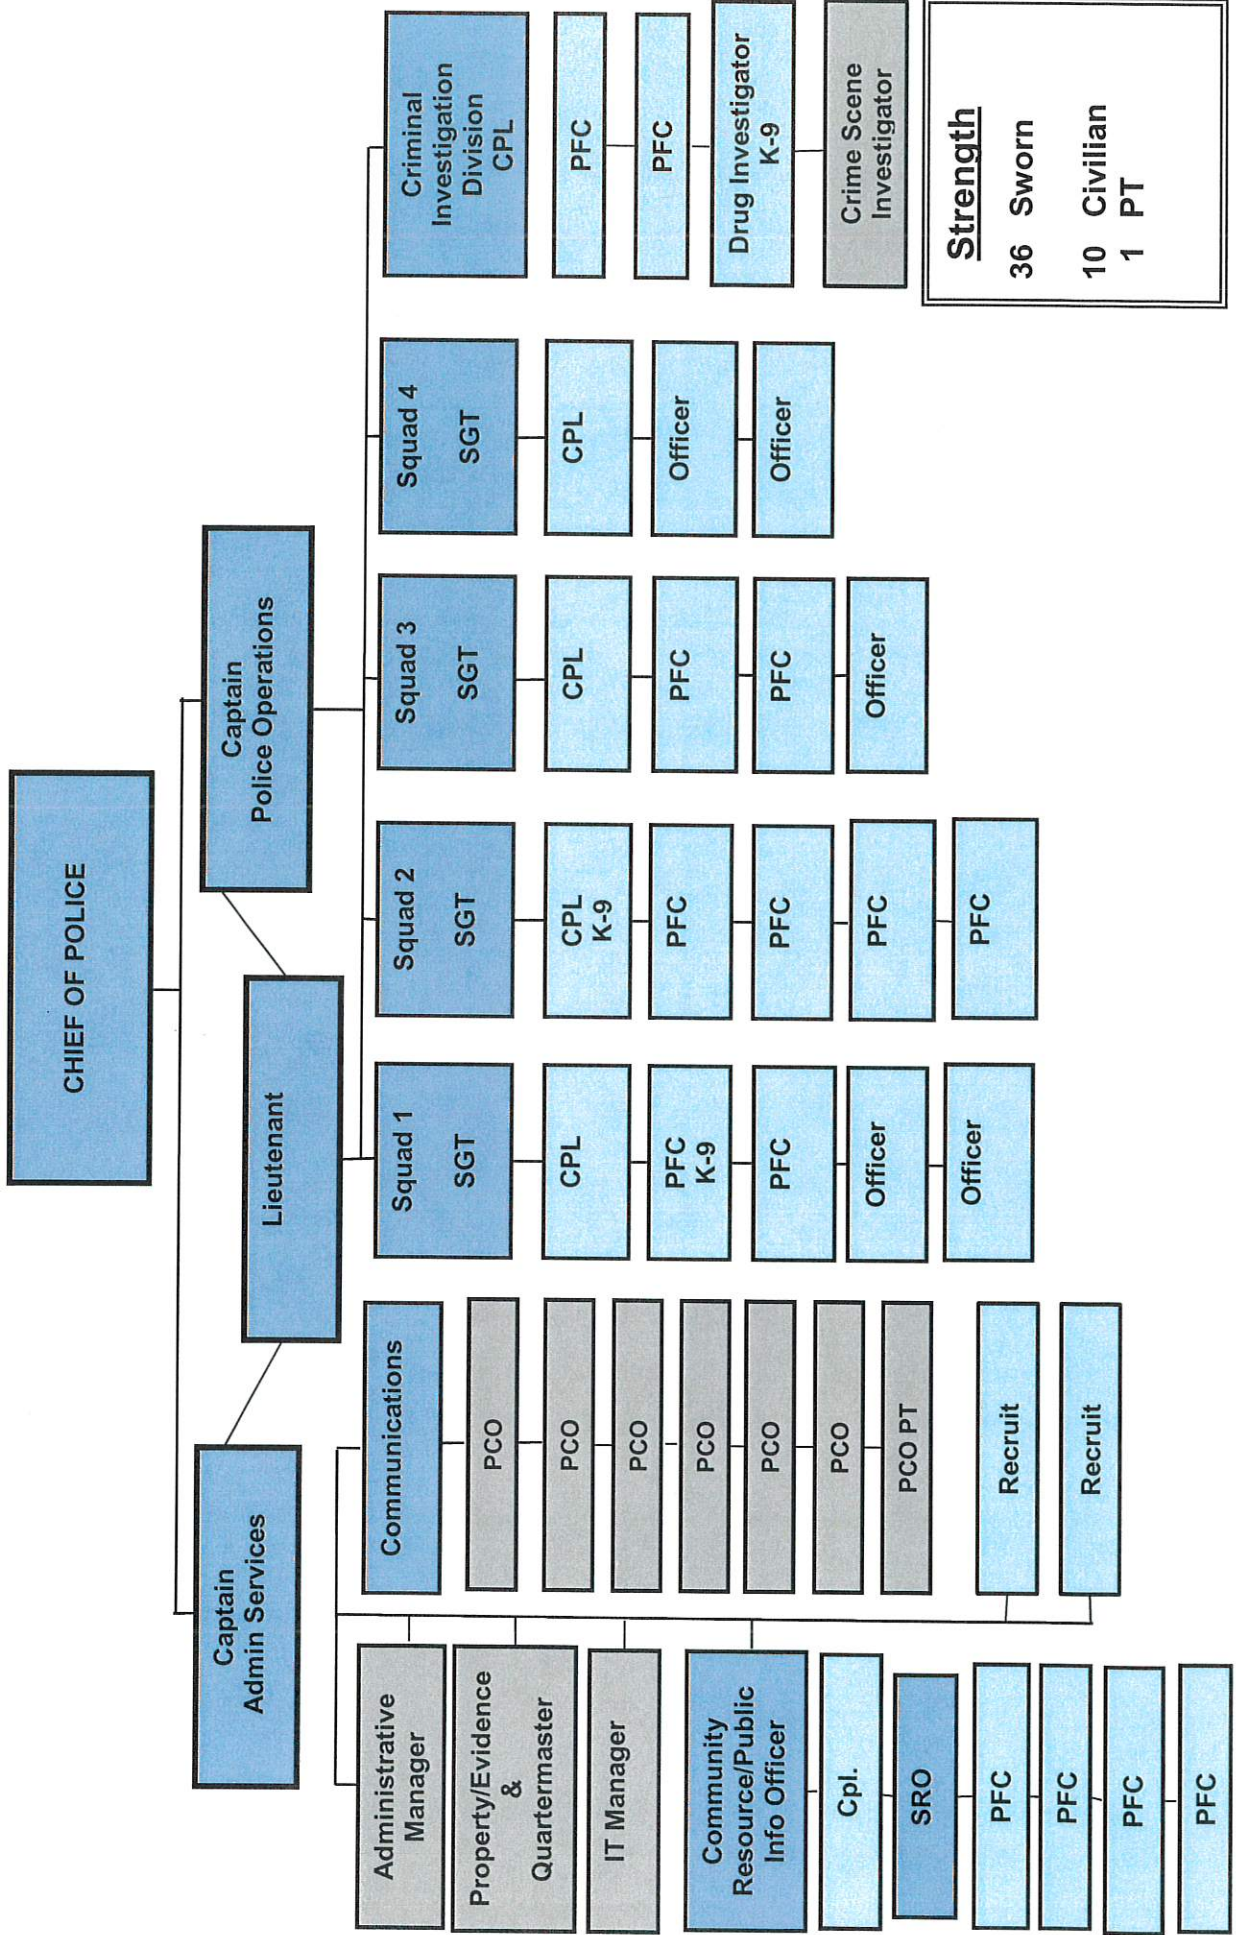 CHIEF OF POLICE
Captain
Admin Services
Lieutenant
Captain
Police Operations
Administrative
Manager
Property/Evidence
&
Quartermaster
IT Manager
Community
Resource/Public
Info Officer
Cpl.
SRO
PFC
PFC
PFC
PFC
Communications
PCO
PCO
PCO
PCO
PCO
PCO
PCO PT
Recruit
Recruit
Squad 1
SGT
CPL
PFC
K-9
PFC
Officer
Officer
Squad 2
SGT
CPL
K-9
PFC
PFC
PFC
PFC
Squad 3
SGT
CPL
PFC
PFC
Officer
Squad 4
SGT
CPL
Officer
Officer
Criminal
Investigation
Division
CPL
PFC
PFC
Drug Investigator
K-9
Crime Scene
Investigator
Strength
36 Sworn
10 Civilian
1 PT